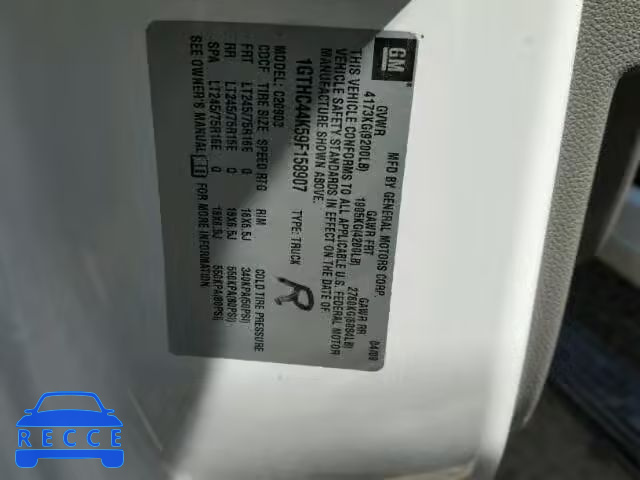 GM
MFD BY GENERAL MOTORS CORP.
04/09
GVWR GAWR FRT GAWR RR
4173KG(9200LB) 1905KG(4200LB) 2760KG(6084LB)
THIS VEHICLE CONFORMS TO ALL APPLICABLE U.S. FEDERAL MOTOR
VEHICLE SAFETY STANDARDS IN EFFECT ON THE DATE OF
MANUFACTURE SHOWN ABOVE.
1GTHC44K59F158907 TYPE: TRUCK
R
MODEL: C20903
CDCF TIRE SIZE SPEED RTG RIM COLD TIRE PRESSURE
FRT LT245/75R16E Q 16X6.5J 340KPA(50PSI)
RR LT245/75R16E Q 16X6.5J 550KPA(80PSI)
SPA LT245/75R16E Q 16X6.5J 550KPA(80PSI)
SEE OWNER'S MANUAL FOR MORE INFORMATION.
RECCE